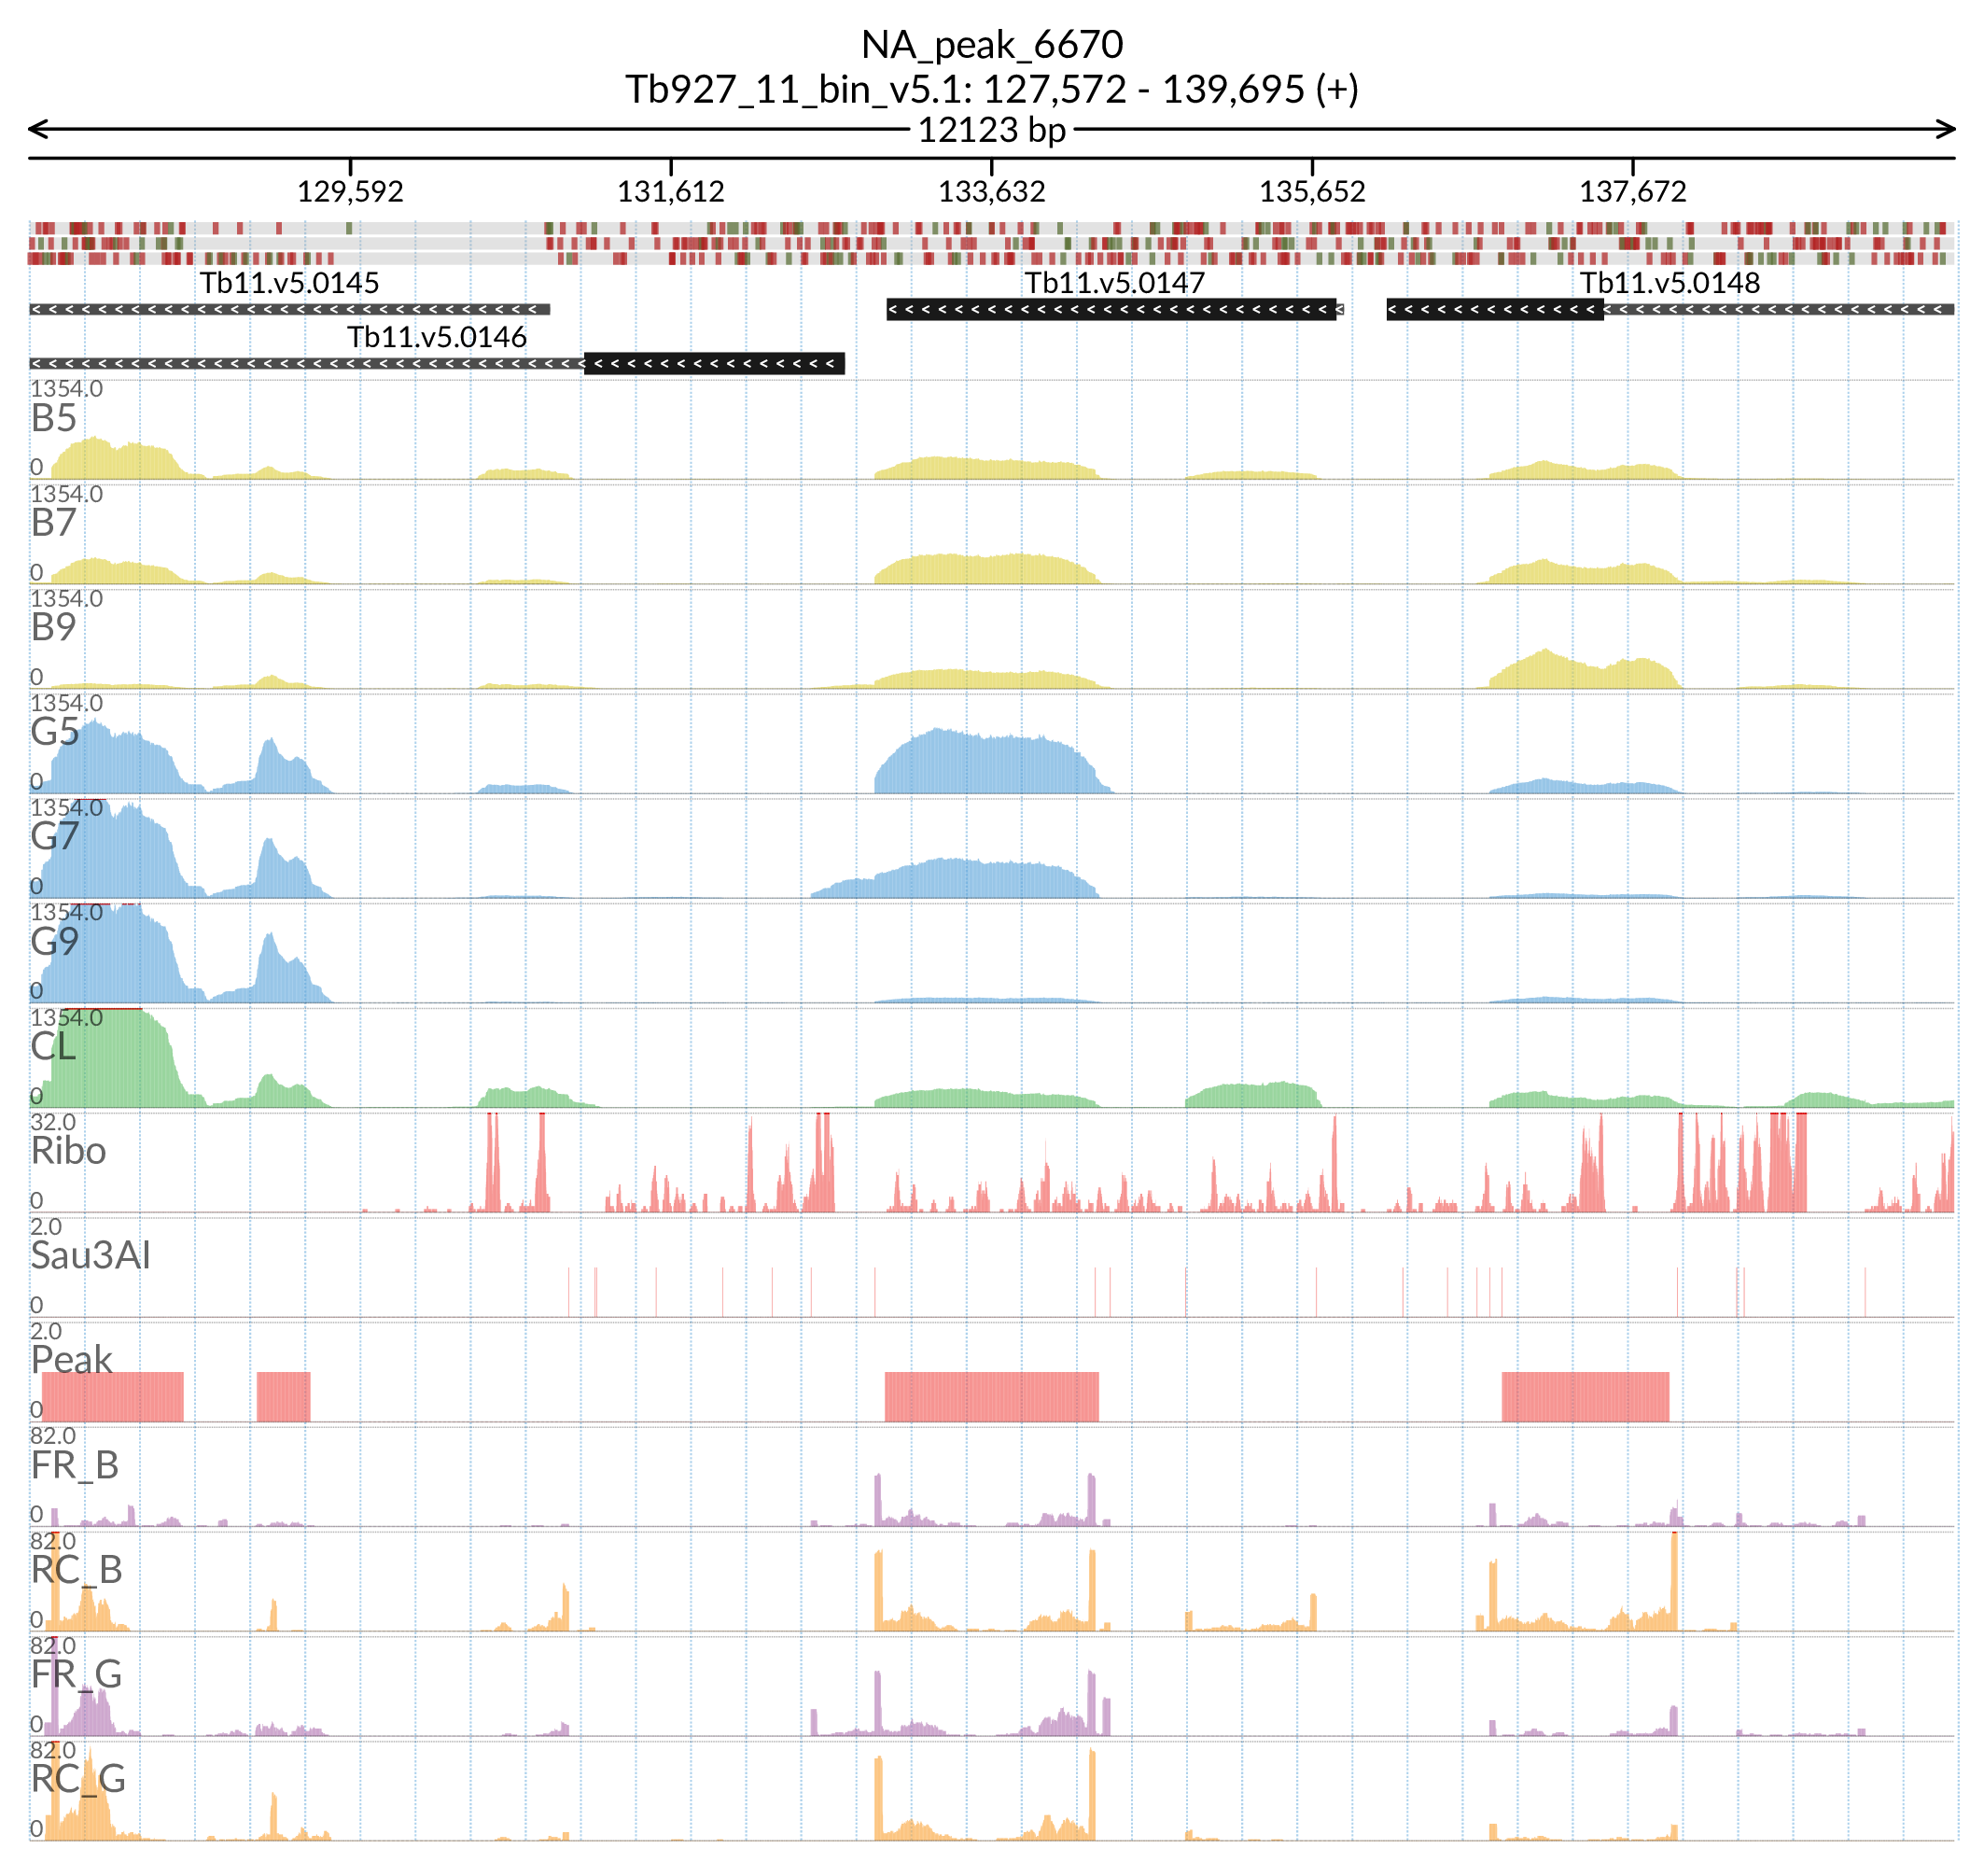 NA_peak_6670
Tb927_11_bin_v5.1: 127,572 - 139,695 (+)
12123 bp
129,592 131,612 133,632 135,652 137,672
Tb11.v5.0145 Tb11.v5.0147 Tb11.v5.0148
Tb11.v5.0146
1354.0
B5
0
1354.0
B7
0
1354.0
B9
0
1354.0
G5
0
1354.0
G7
0
1354.0
G9
0
1354.0
CL
0
32.0
Ribo
0
2.0
Sau3AI
0
2.0
Peak
0
82.0
FR_B
0
82.0
RC_B
0
82.0
FR_G
0
82.0
RC_G
0